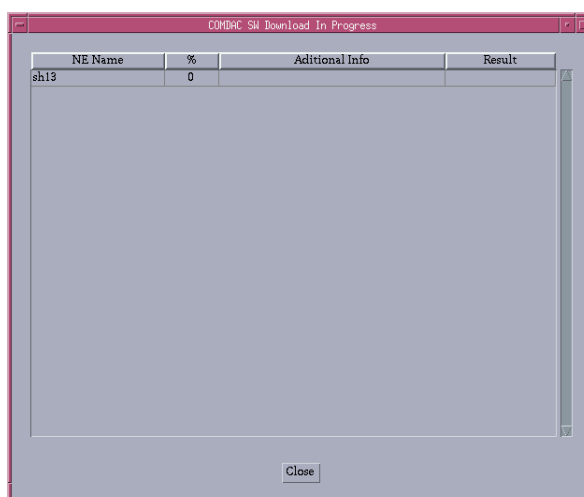 COMDAC SW Download In Progress
NE Name % Aditional Info Result
sh13 0
Close